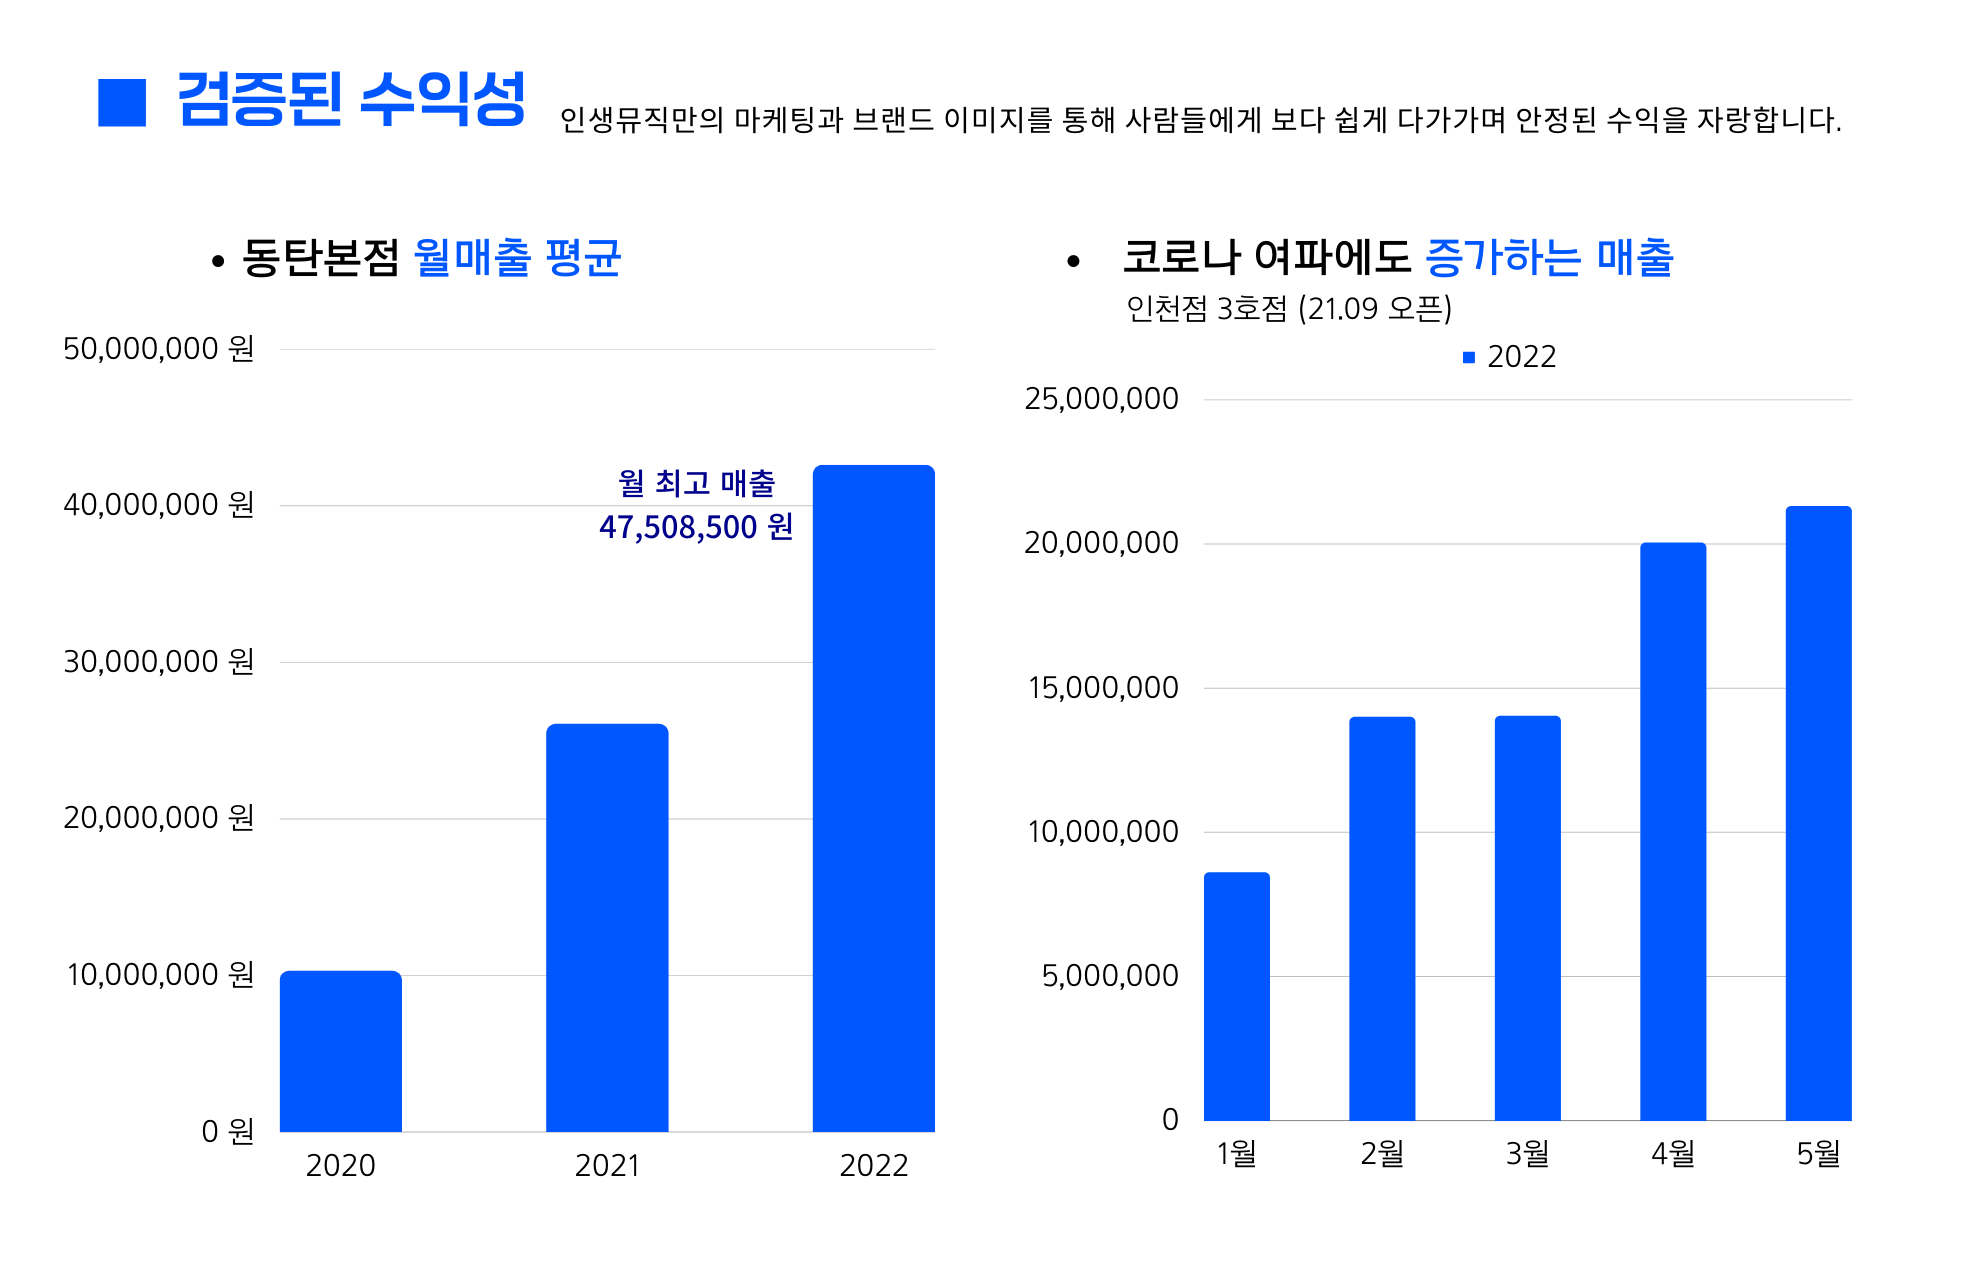 검증된 수익성
인생뮤직만의 마케팅과 브랜드 이미지를 통해 사람들에게 보다 쉽게 다가가며 안정된 수익을 자랑합니다.
• 동탄본점 월매출 평균
50,000,000 원
40,000,000 원
30,000,000 원
20,000,000 원
10,000,000 원
0 원
월 최고 매출
47,508,500 원
2020 2021 2022
• 코로나 여파에도 증가하는 매출
인천점 3호점 (21.09 오픈)
2022
25,000,000
20,000,000
15,000,000
10,000,000
5,000,000
0
1월 2월 3월 4월 5월